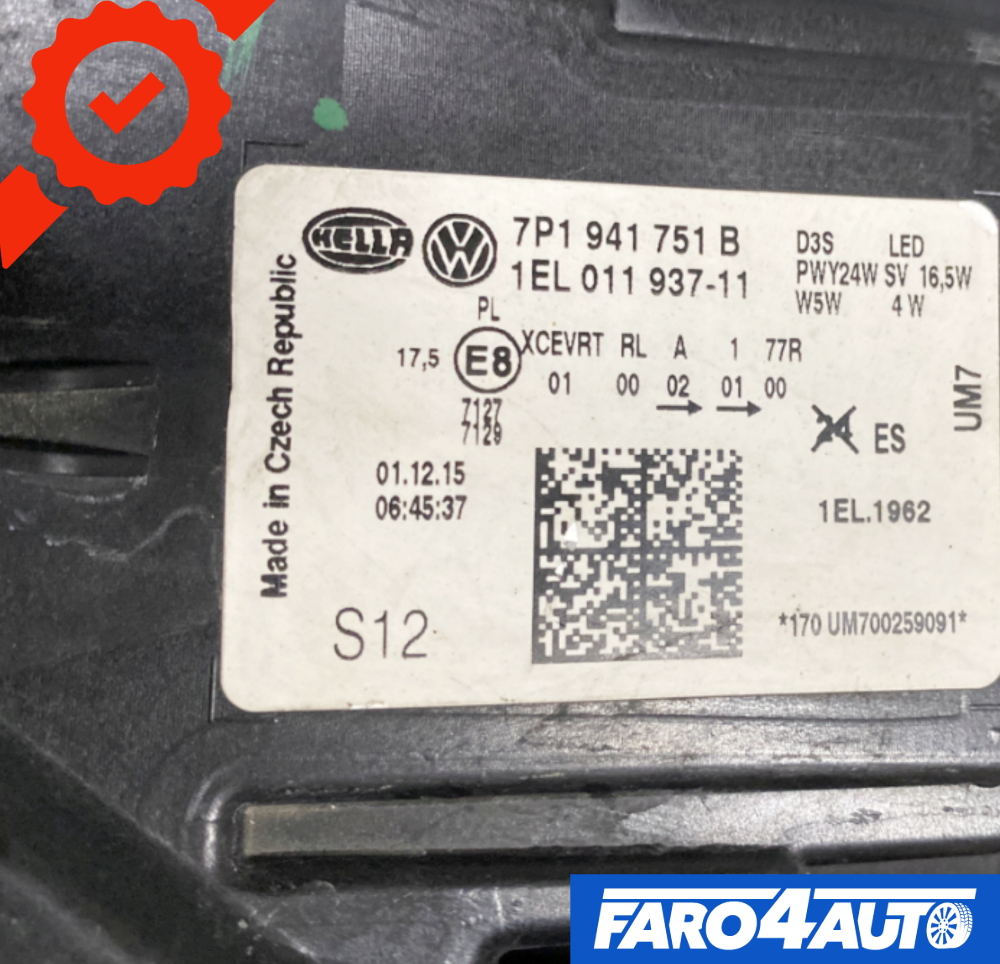 HELLA
VW
7P1 941 751 B
1EL 011 937-11
D3S LED
PWY24W SV 16,5W
W5W 4 W
PL
17,5 E8
XCEVRT RL A 1 77R
01 00 02 01 00
7127
7129
24 ES
UM7
01.12.15
06:45:37
1EL.1962
Made in Czech Republic
S12
*170 UM700259091*
FARO4AUTO